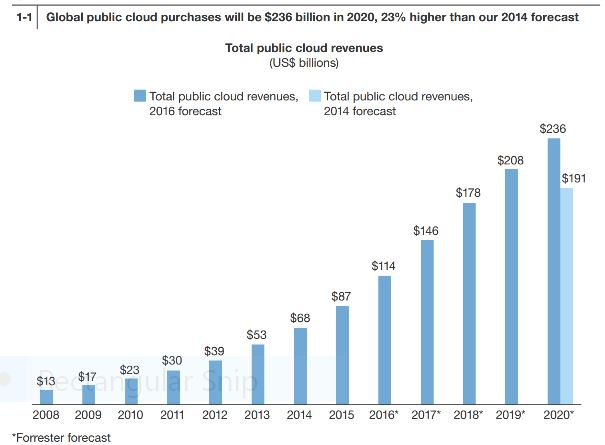 1-1 Global public cloud purchases will be $236 billion in 2020, 23% higher than our 2014 forecast
Total public cloud revenues
(US$ billions)
Total public cloud revenues, 2016 forecast
Total public cloud revenues, 2014 forecast
$13 $17 $23 $30 $39 $53 $68 $87 $114 $146 $178 $208 $236 $191
Rectangular Snip
2008 2009 2010 2011 2012 2013 2014 2015 2016* 2017* 2018* 2019* 2020*
*Forrester forecast